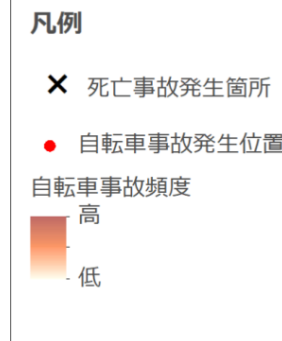 凡例
死亡事故発生箇所
自転車事故発生位置
自転車事故頻度
高
低